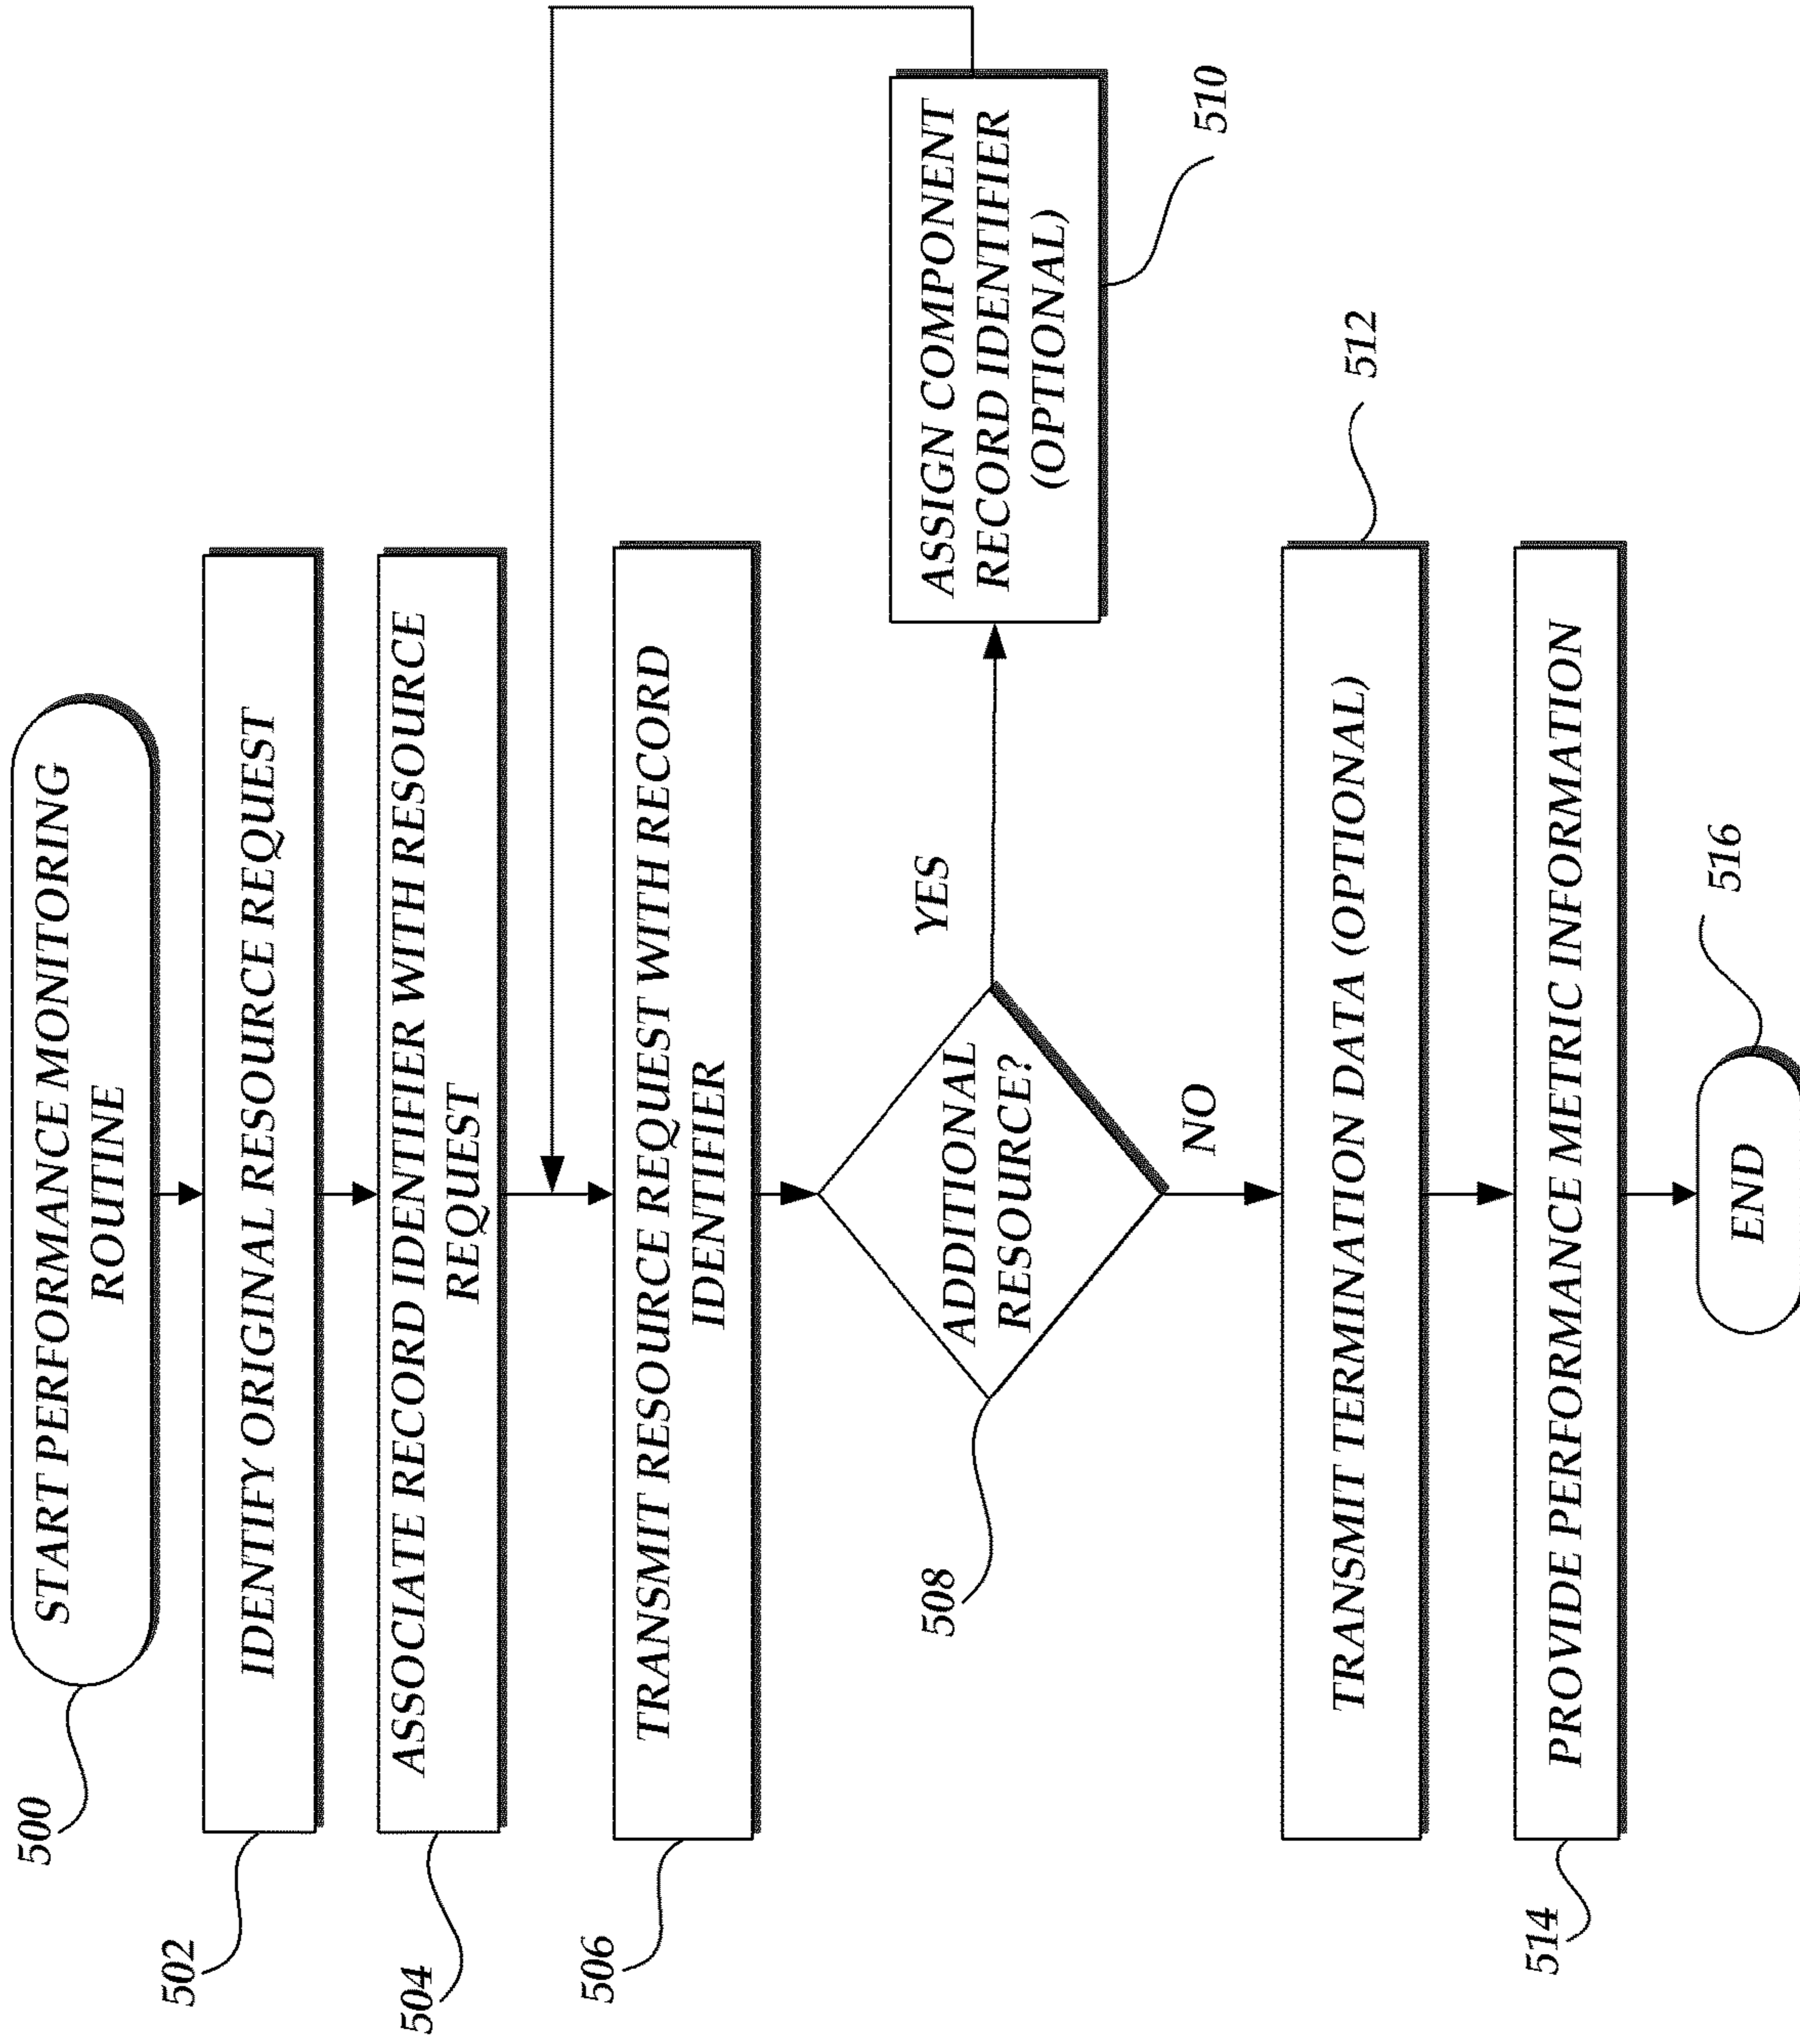 500
START PERFORMANCE MONITORING
ROUTINE
502
IDENTIFY ORIGINAL RESOURCE REQUEST
504
ASSOCIATE RECORD IDENTIFIER WITH RESOURCE
REQUEST
506
TRANSMIT RESOURCE REQUEST WITH RECORD
IDENTIFIER
508
ADDITIONAL
RESOURCE?
YES
ASSIGN COMPONENT
RECORD IDENTIFIER
(OPTIONAL)
510
NO
TRANSMIT TERMINATION DATA (OPTIONAL)
512
514
PROVIDE PERFORMANCE METRIC INFORMATION
END
516